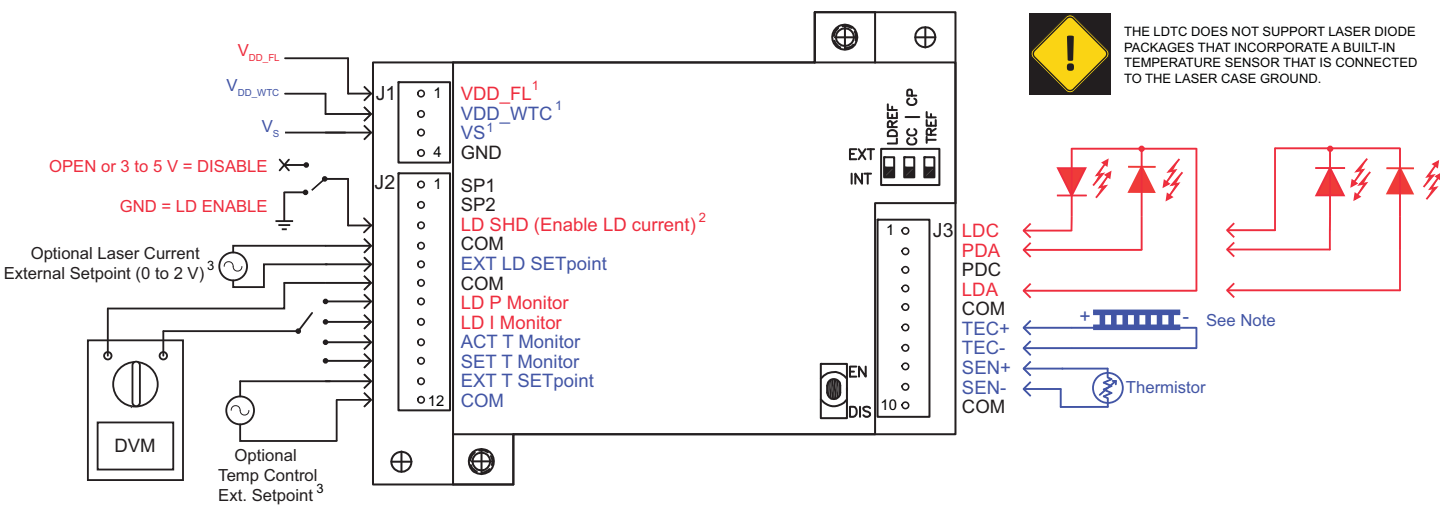 THE LDTC DOES NOT SUPPORT LASER DIODE
PACKAGES THAT INCORPORATE A BUILT-IN
TEMPERATURE SENSOR THAT IS CONNECTED
TO THE LASER CASE GROUND.
!
VDD_FL
VDD_WTC
VS
OPEN or 3 to 5 V = DISABLE
GND = LD ENABLE
Optional Laser Current
External Setpoint (0 to 2 V) 3
DVM
Optional
Temp Control
Ext. Setpoint 3
J1
1
4
VDD_FL1
VDD_WTC 1
VS1
GND
J2
1
12
SP1
SP2
LD SHD (Enable LD current) 2
COM
EXT LD SETpoint
COM
LD P Monitor
LD I Monitor
ACT T Monitor
SET T Monitor
EXT T SETpoint
COM
LDREF
CC | CP
TREF
EXT
INT
EN
DIS
1
10
J3
LDC
PDA
PDC
LDA
COM
TEC+
TEC-
SEN+
SEN-
COM
+
-
See Note
Thermistor